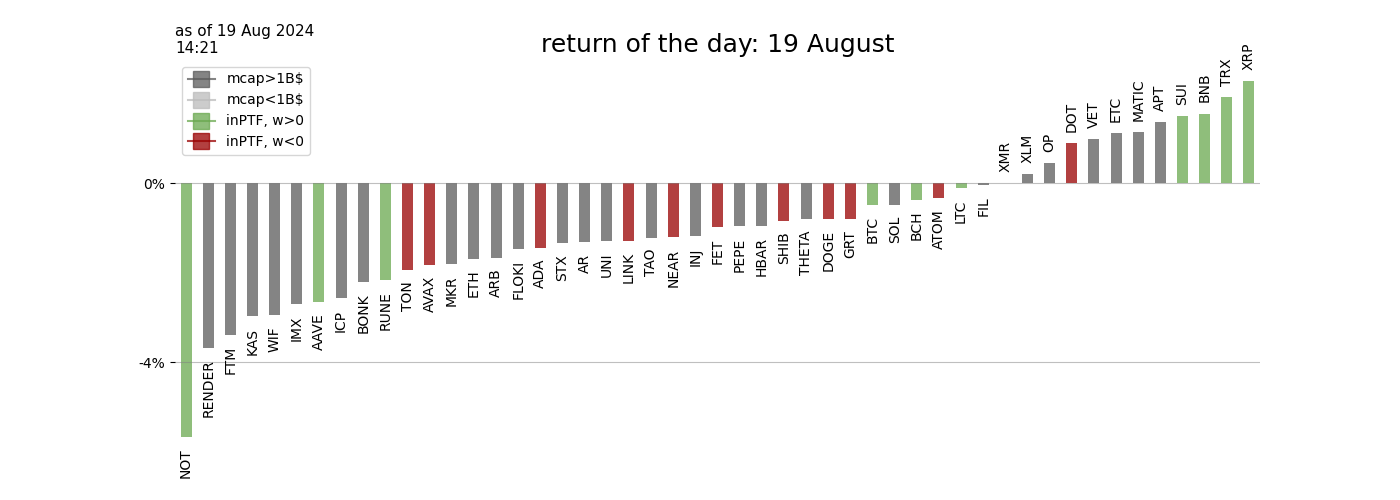 as of 19 Aug 2024
14:21
return of the day: 19 August
mcap>1B$
mcap<1B$
inPTF, w>0
inPTF, w<0
0%
-4%
NOT
RENDER
FTM
KAS
WIF
IMX
AAVE
ICP
BONK
RUNE
TON
AVAX
MKR
ETH
ARB
FLOKI
ADA
STX
AR
UNI
LINK
TAO
NEAR
INJ
FET
PEPE
HBAR
SHIB
THETA
DOGE
GRT
BTC
SOL
BCH
ATOM
LTC
FIL
XMR
XLM
OP
DOT
VET
ETC
MATIC
APT
SUI
BNB
TRX
XRP